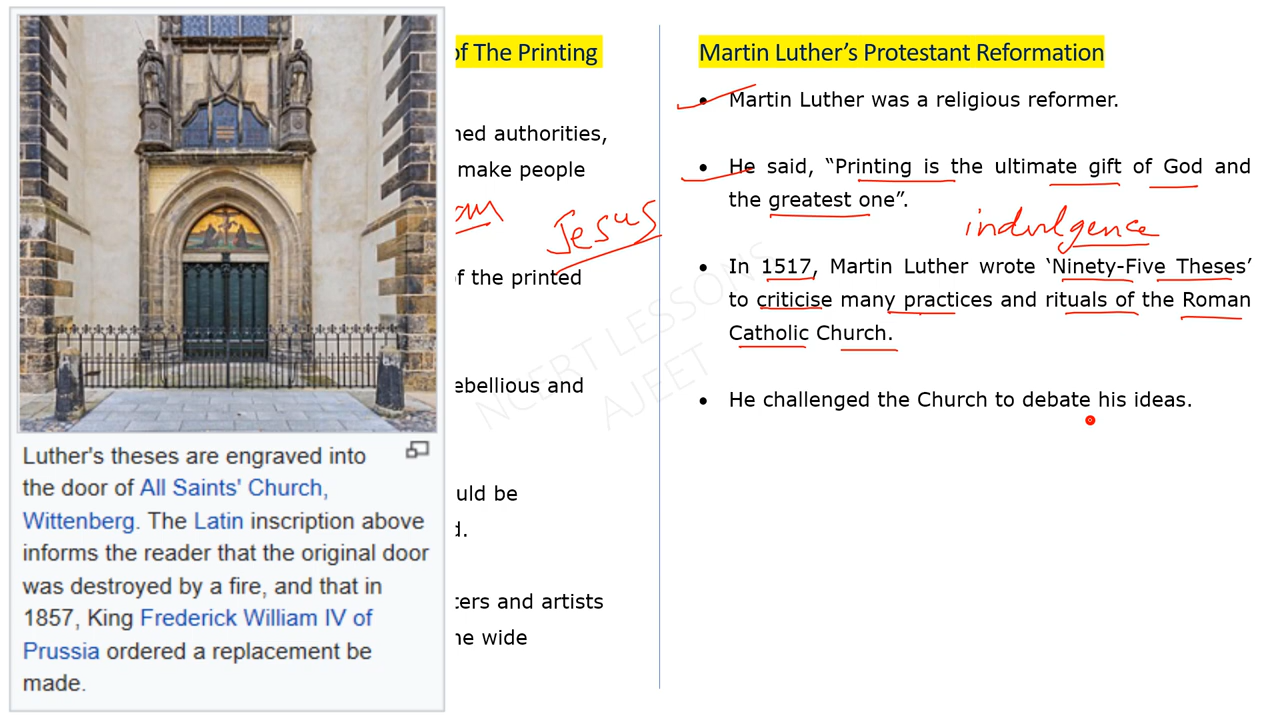 Luther's theses are engraved into
the door of All Saints' Church,
Wittenberg. The Latin inscription above
informs the reader that the original door
was destroyed by a fire, and that in
1857, King Frederick William IV of
Prussia ordered a replacement be
made.
of The Printing
ned authorities,
make people
Jesus
of the printed
ebellious and
uld be
d.
ters and artists
he wide
Martin Luther’s Protestant Reformation
• Martin Luther was a religious reformer.
• He said, “Printing is the ultimate gift of God and
the greatest one”.
indulgence
• In 1517, Martin Luther wrote ‘Ninety-Five Theses’
to criticise many practices and rituals of the Roman
Catholic Church.
• He challenged the Church to debate his ideas.
NCERT LESSONS
AJEET